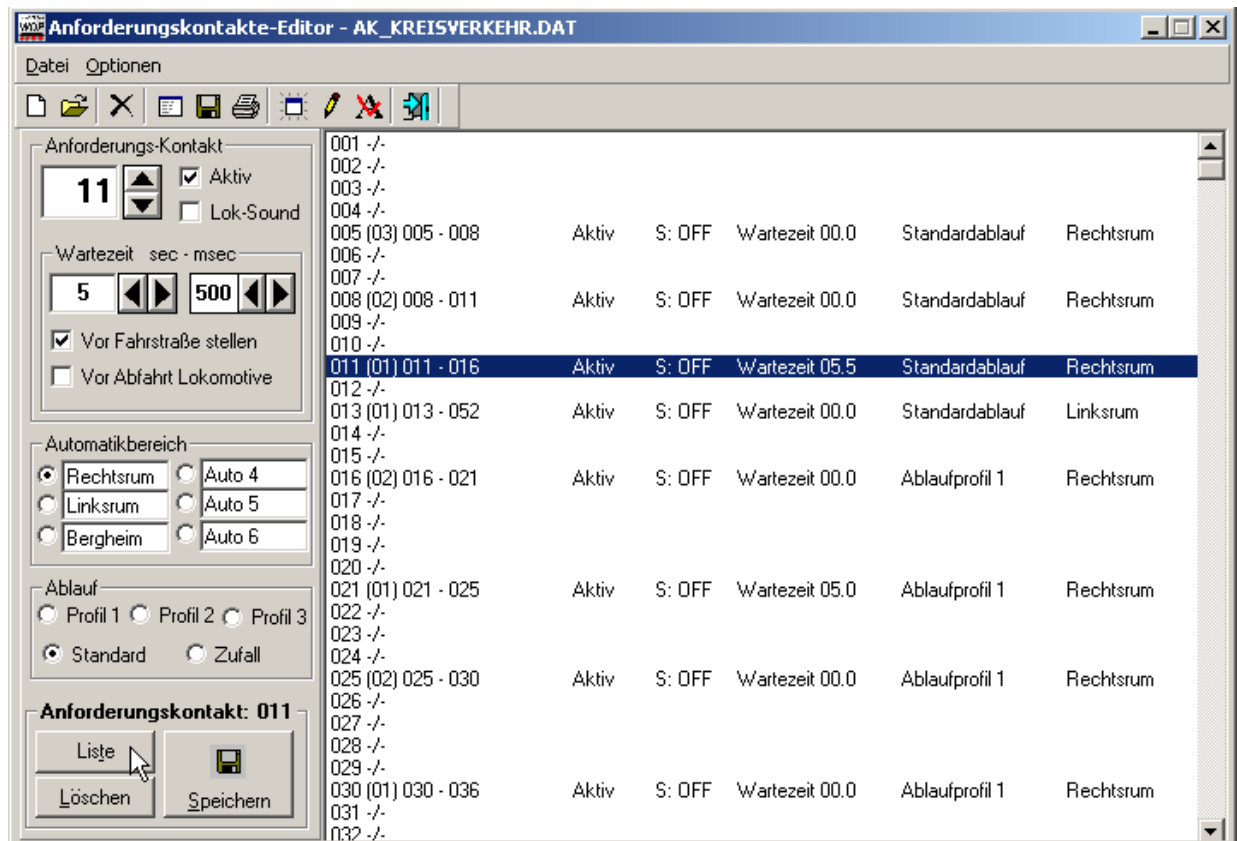 WDP Anforderungskontakte-Editor - AK_KREISVERKEHR.DAT
Datei Optionen
Anforderungs-Kontakt
11
Aktiv
Lok-Sound
Wartezeit sec - msec
5 500
Vor Fahrstraße stellen
Vor Abfahrt Lokomotive
Automatikbereich
Rechtsrum Auto 4
Linksrum Auto 5
Bergheim Auto 6
Ablauf
Profil 1 Profil 2 Profil 3
Standard Zufall
Anforderungskontakt: 011
Liste
Löschen
Speichern
001 -/-
002 -/-
003 -/-
004 -/-
005 (03) 005 - 008 Aktiv S: OFF Wartezeit 00.0 Standardablauf Rechtsrum
006 -/-
007 -/-
008 (02) 008 - 011 Aktiv S: OFF Wartezeit 00.0 Standardablauf Rechtsrum
009 -/-
010 -/-
011 (01) 011 - 016 Aktiv S: OFF Wartezeit 05.5 Standardablauf Rechtsrum
012 -/-
013 (01) 013 - 052 Aktiv S: OFF Wartezeit 00.0 Standardablauf Linksrum
014 -/-
015 -/-
016 (02) 016 - 021 Aktiv S: OFF Wartezeit 00.0 Ablaufprofil 1 Rechtsrum
017 -/-
018 -/-
019 -/-
020 -/-
021 (01) 021 - 025 Aktiv S: OFF Wartezeit 05.0 Ablaufprofil 1 Rechtsrum
022 -/-
023 -/-
024 -/-
025 (02) 025 - 030 Aktiv S: OFF Wartezeit 00.0 Ablaufprofil 1 Rechtsrum
026 -/-
027 -/-
028 -/-
029 -/-
030 (01) 030 - 036 Aktiv S: OFF Wartezeit 00.0 Ablaufprofil 1 Rechtsrum
031 -/-
032 -/-